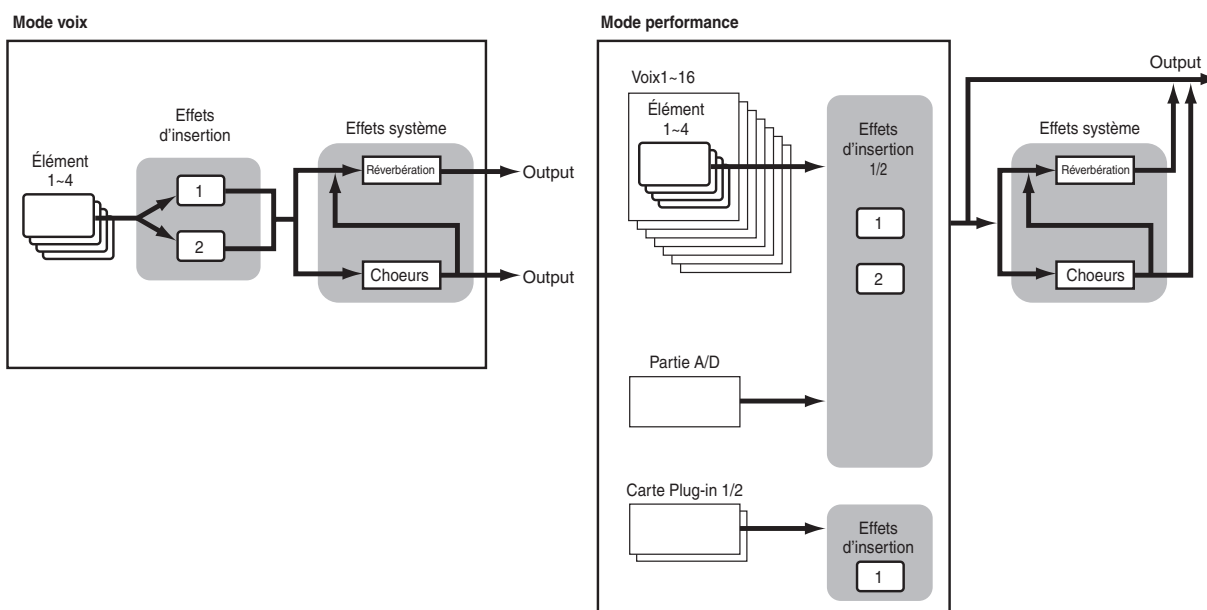 Mode voix
Effets
d'insertion
Effets système
Élément
1~4
1
2
Réverbération
Choeurs
Output
Output
Mode performance
Voix1~16
Élément
1~4
Effets
d'insertion
1/2
1
2
Partie A/D
Carte Plug-in 1/2
Effets
d'insertion
1
Output
Effets système
Réverbération
Choeurs